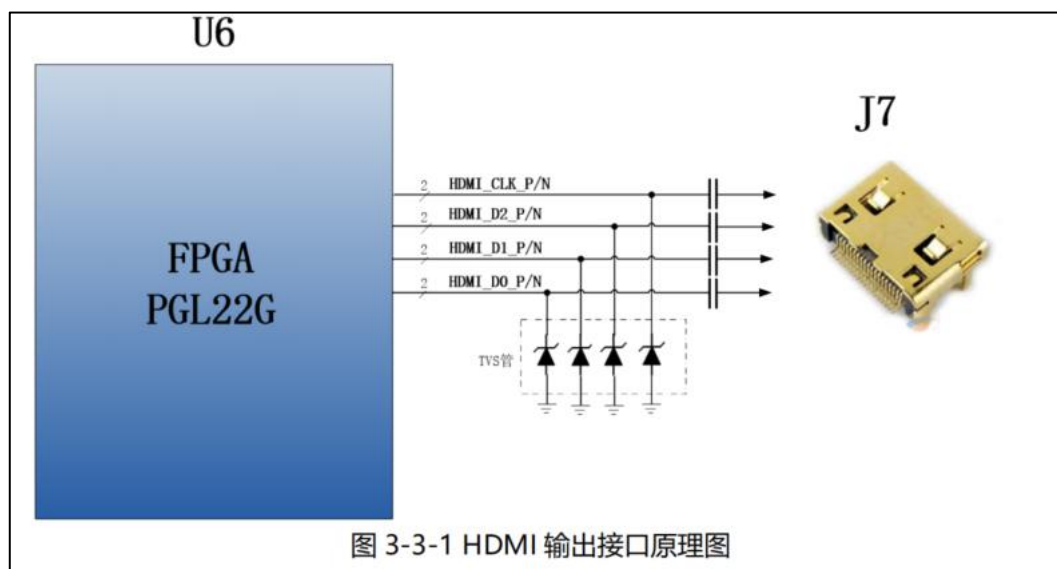 U6
J7
FPGA
PGL22G
2 HDMI_CLK_P/N
2 HDMI_D2_P/N
2 HDMI_D1_P/N
2 HDMI_D0_P/N
TVS管
图 3-3-1 HDMI 输出接口原理图